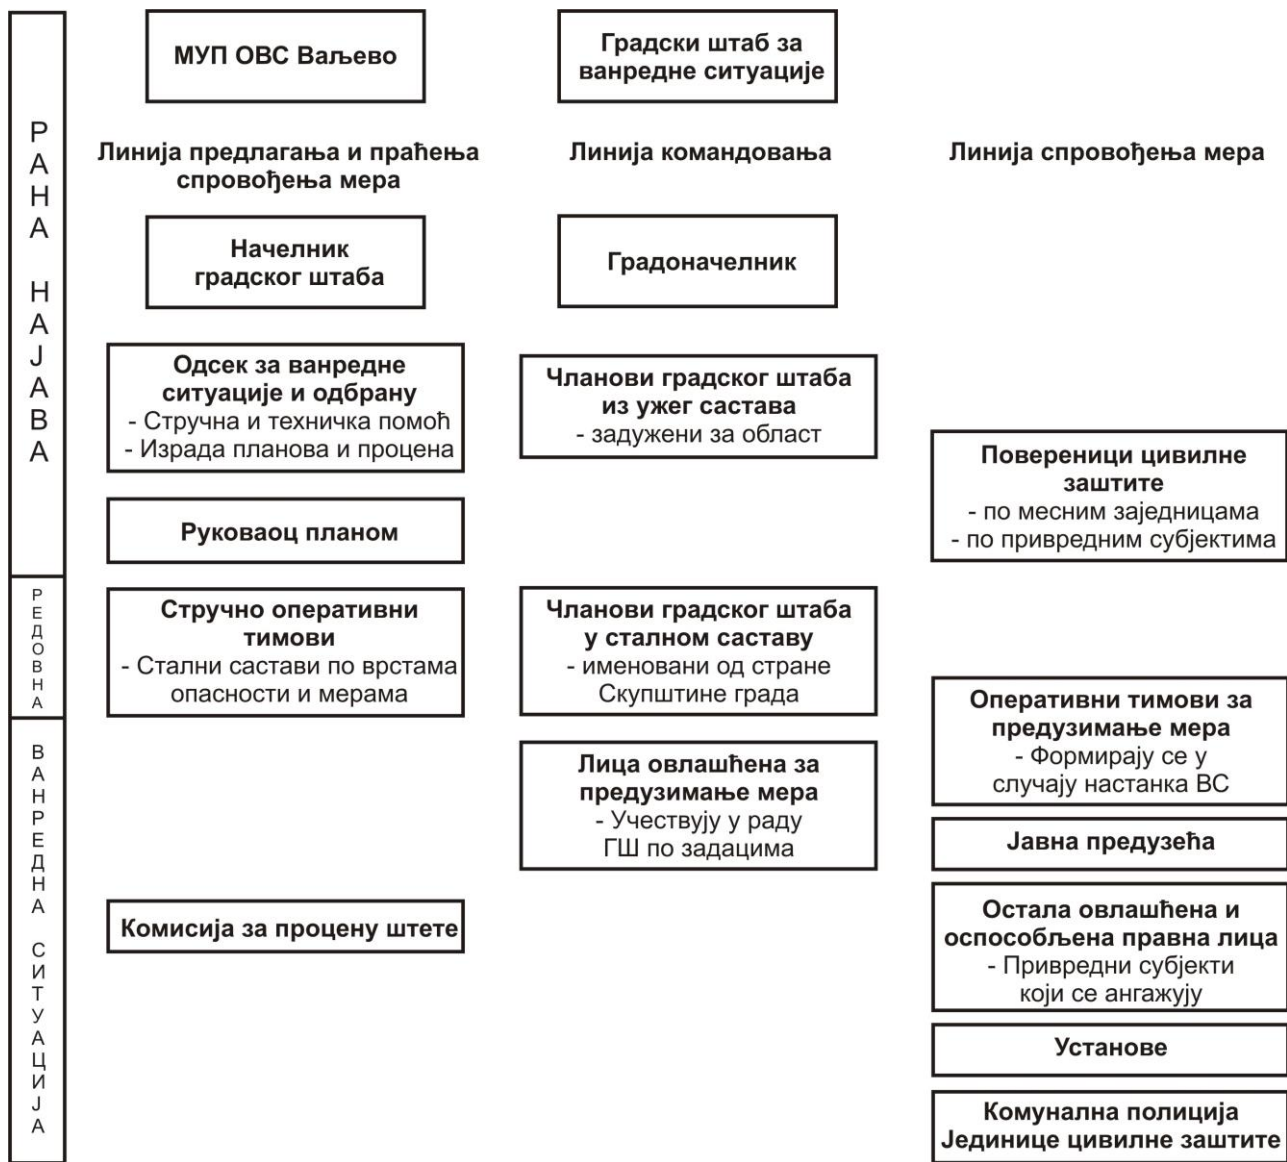 РАНА НАЈАВА
МУП ОВС Ваљево
Градски штаб за
ванредне ситуације
Линија предлагања и праћења
спровођења мера
Линија командовања
Линија спровођења мера
Начелник
градског штаба
Градоначелник
Одсек за ванредне
ситуације и одбрану
- Стручна и техничка помоћ
- Израда планова и процена
Чланови градског штаба
из ужег састава
- задужени за област
Повереници цивилне
заштите
- по месним заједницама
- по привредним субјектима
Руковаоц планом
РЕДОВНА
Стручно оперативни
тимови
- Стални састави по врстама
опасности и мерама
Чланови градског штаба
у сталном саставу
- именовани од стране
Скупштине града
Оперативни тимови за
предузимање мера
- Формирају се у
случају настанка ВС
ВАНРЕДНА СИТУАЦИЈА
Лица овлашћена за
предузимање мера
- Учествују у раду
ГШ по задацима
Јавна предузећа
Комисија за процену штете
Остала овлашћена и
оспособљена правна лица
- Привредни субјекти
који се ангажују
Установе
Комунална полиција
Јединице цивилне заштите